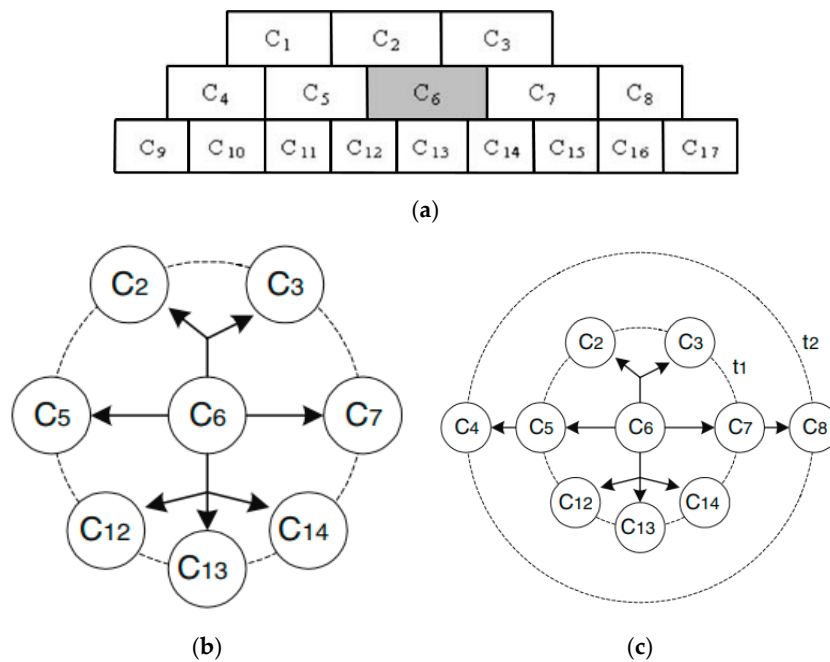 C1 C2 C3
C4 C5 C6 C7 C8
C9 C10 C11 C12 C13 C14 C15 C16 C17
(a)
C2 C3
C5 C6 C7
C12 C14
C13
(b)
t2
C2 C3
t1
C4 C5 C6 C7 C8
C12 C14
C13
(c)